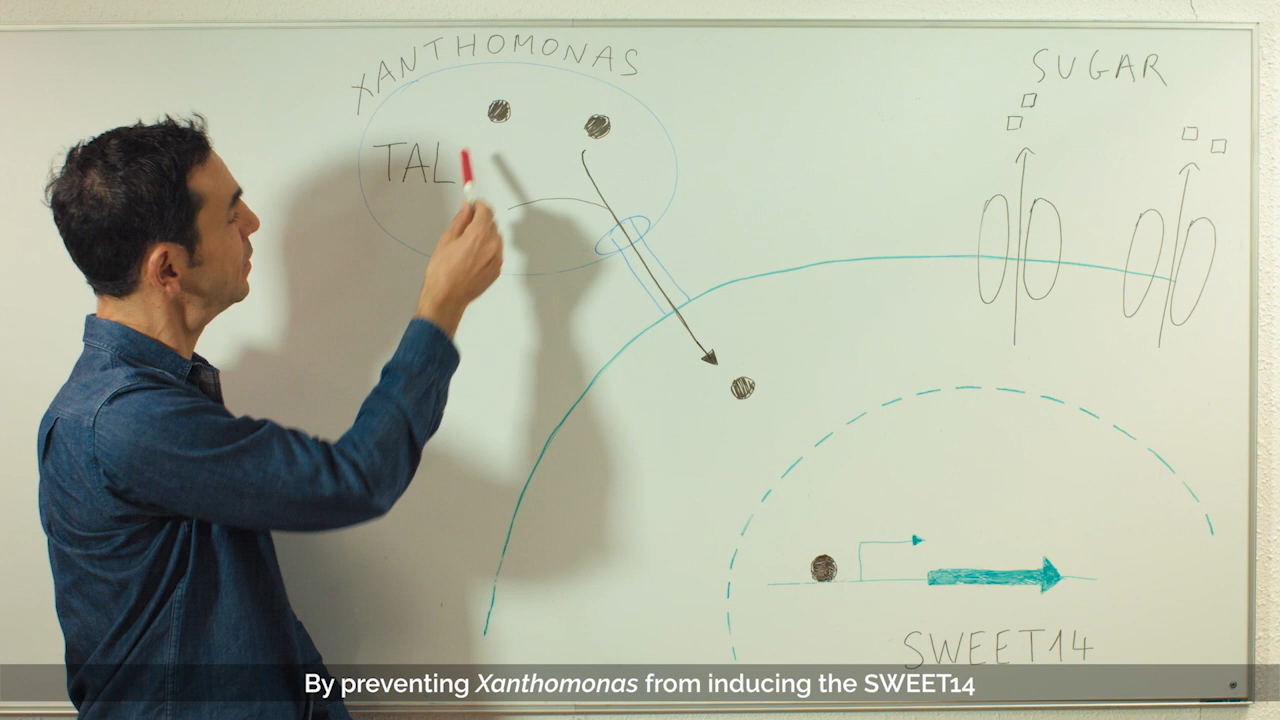 XANTHOMONAS
SUGAR
TAL
SWEET14
By preventing Xanthomonas from inducing the SWEET14